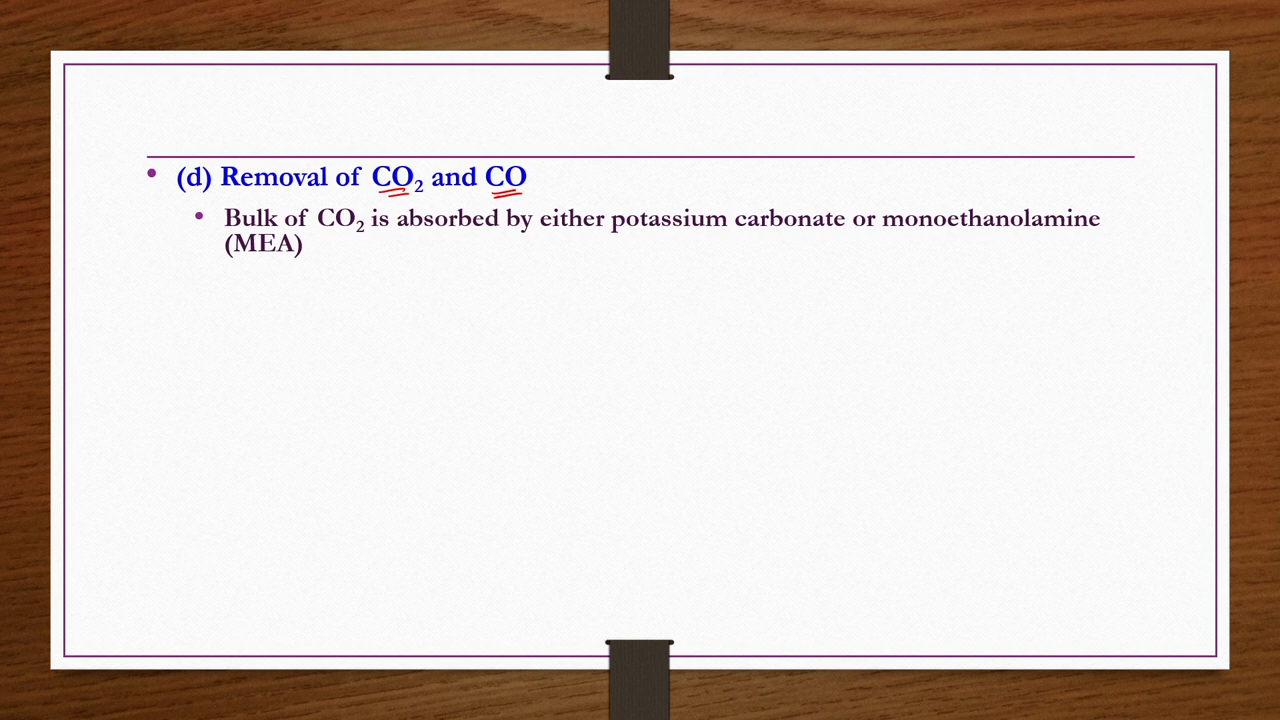 • (d) Removal of CO₂ and CO
• Bulk of CO₂ is absorbed by either potassium carbonate or monoethanolamine
(MEA)